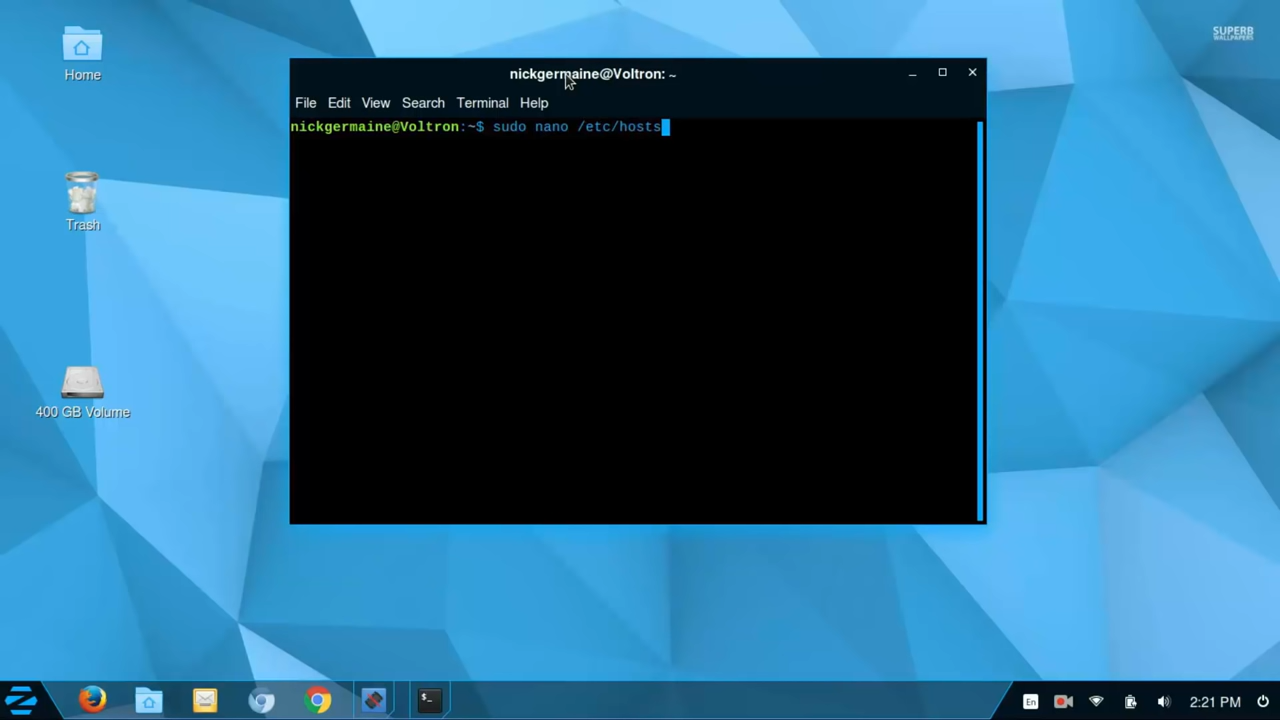 SUPERB
WALLPAPERS
Home
nickgermaine@Voltron: ~
File Edit View Search Terminal Help
nickgermaine@Voltron:~$ sudo nano /etc/hosts
Trash
400 GB Volume
$_
En
2:21 PM